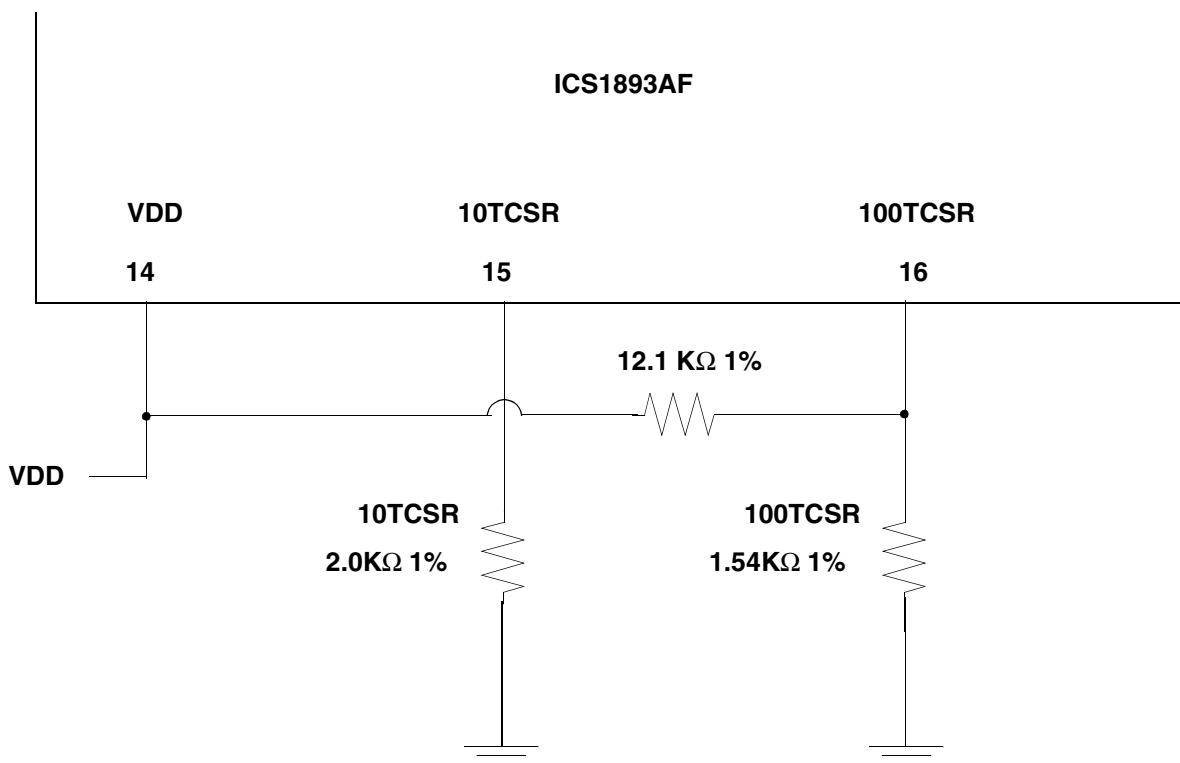 ICS1893AF
VDD 10TCSR 100TCSR
14 15 16
12.1 KΩ 1%
VDD
10TCSR 100TCSR
2.0KΩ 1% 1.54KΩ 1%